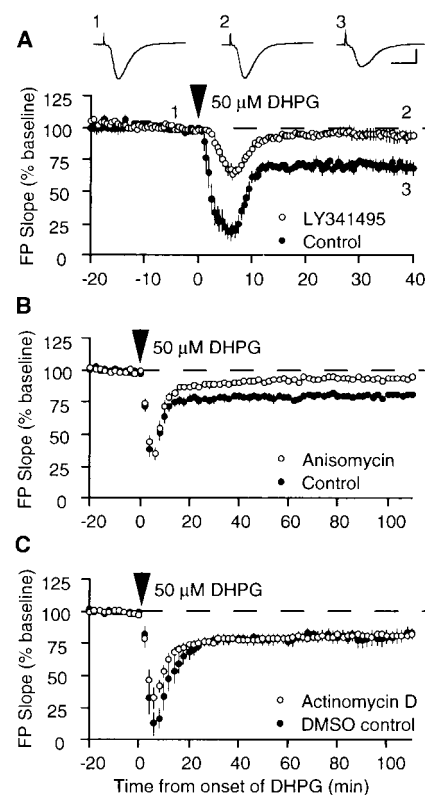 1 2 3
A
125
1 50 μM DHPG
100 2
75
3
50
25
0
FP Slope (% baseline)
LY341495
Control
-20 -10 0 10 20 30 40
B
125
50 μM DHPG
100
75
50
25
0
FP Slope (% baseline)
Anisomycin
Control
-20 0 20 40 60 80 100
C
125
50 μM DHPG
100
75
50
25
0
FP Slope (% baseline)
Actinomycin D
DMSO control
-20 0 20 40 60 80 100
Time from onset of DHPG (min)